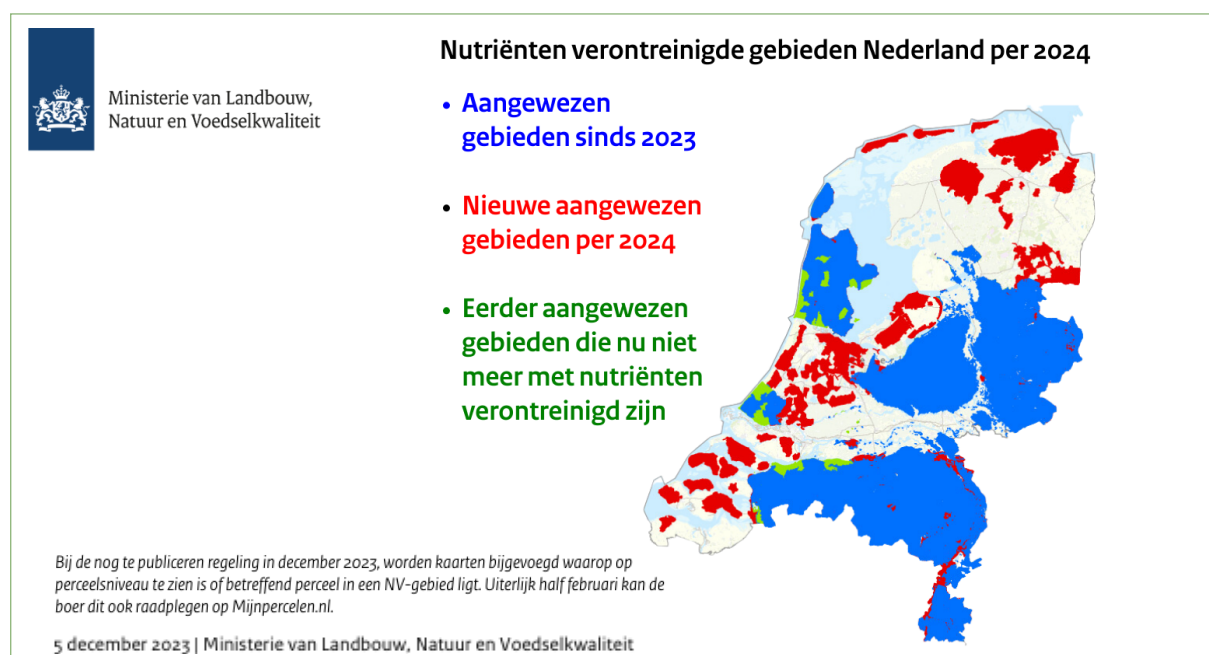 Ministerie van Landbouw,
Natuur en Voedselkwaliteit
Nutriënten verontreinigde gebieden Nederland per 2024
• Aangewezen
gebieden sinds 2023
• Nieuwe aangewezen
gebieden per 2024
• Eerder aangewezen
gebieden die nu niet
meer met nutriënten
verontreinigd zijn
Bij de nog te publiceren regeling in december 2023, worden kaarten bijgevoegd waarop op
perceelsniveau te zien is of betreffend perceel in een NV-gebied ligt. Uiterlijk half februari kan de
boer dit ook raadplegen op Mijnpercelen.nl.
5 december 2023 | Ministerie van Landbouw, Natuur en Voedselkwaliteit